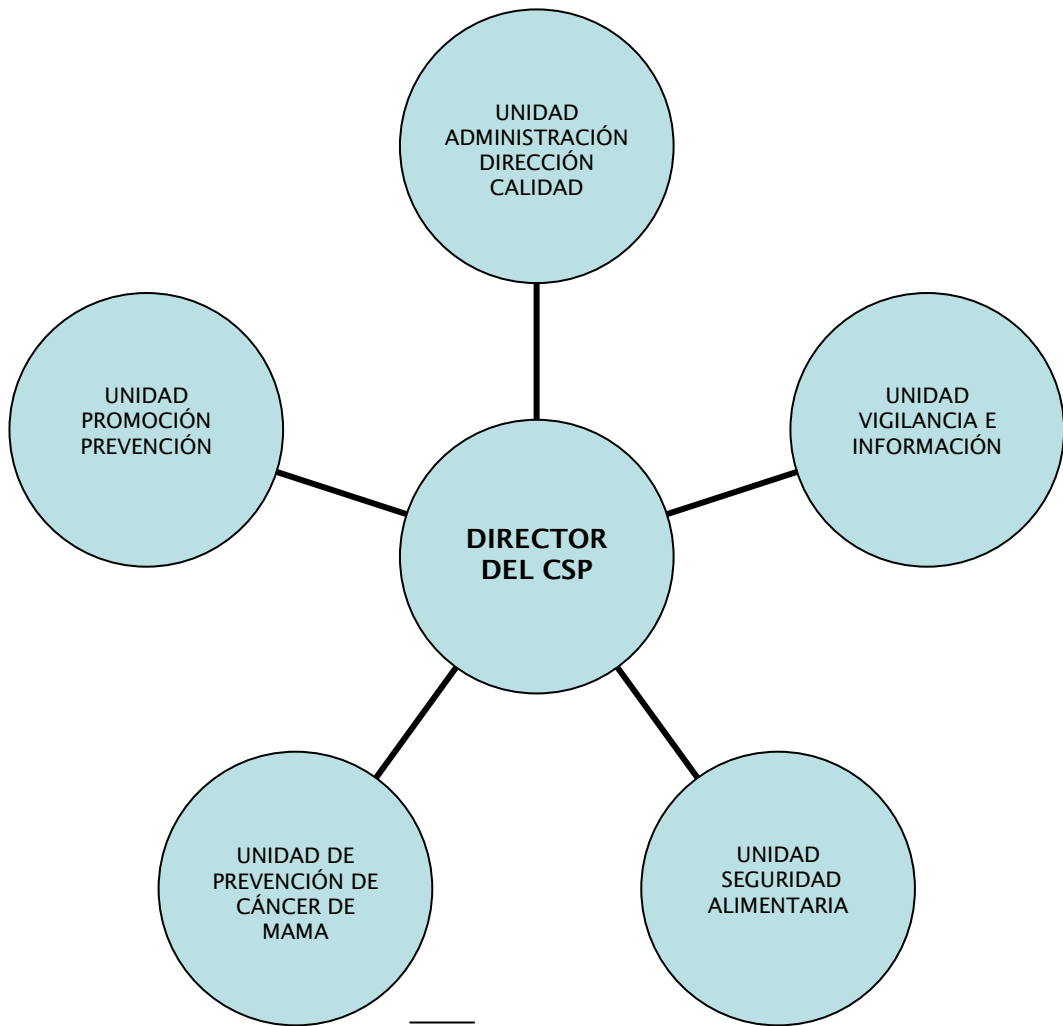 UNIDAD
ADMINISTRACIÓN
DIRECCIÓN
CALIDAD
UNIDAD
PROMOCIÓN
PREVENCIÓN
UNIDAD
VIGILANCIA E
INFORMACIÓN
DIRECTOR
DEL CSP
UNIDAD DE
PREVENCIÓN DE
CÁNCER DE
MAMA
UNIDAD
SEGURIDAD
ALIMENTARIA